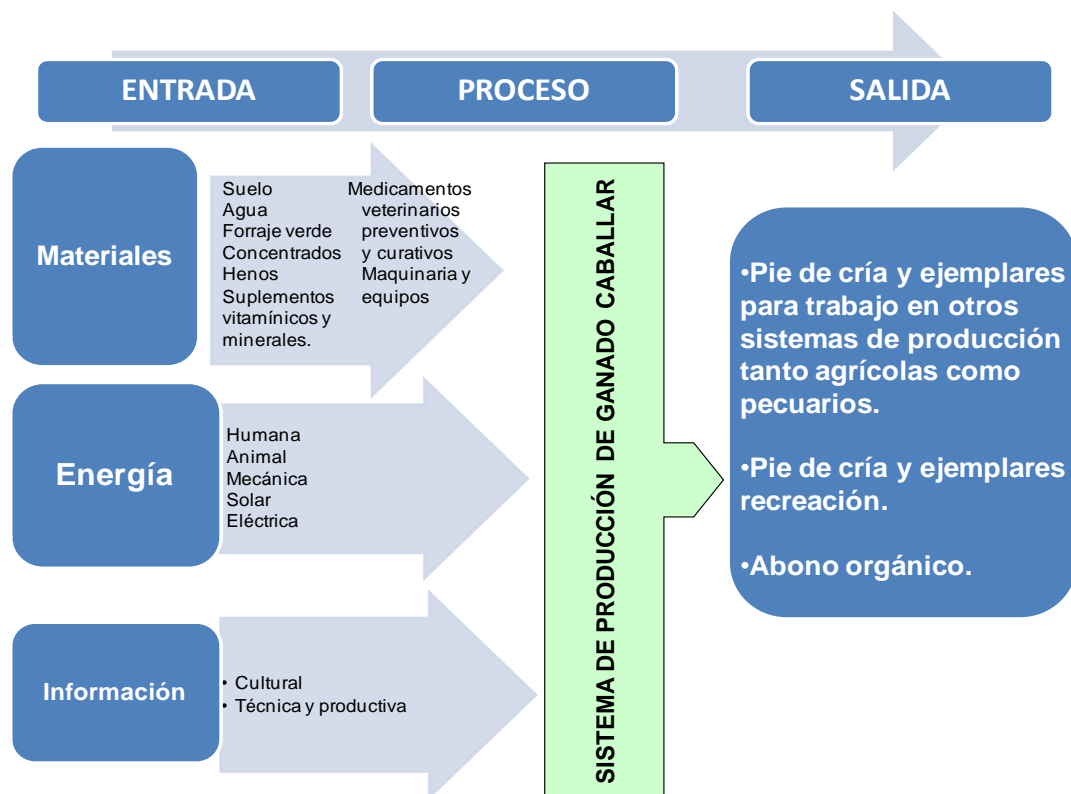 ENTRADA
PROCESO
SALIDA
Materiales
Suelo
Agua
Forraje verde
Concentrados
Henos
Suplementos
vitamínicos y
minerales.
Medicamentos
veterinarios
preventivos
y curativos
Maquinaria y
equipos
Energía
Humana
Animal
Mecánica
Solar
Eléctrica
Información
• Cultural
• Técnica y productiva
SISTEMA DE PRODUCCIÓN DE GANADO CABALLAR
•Pie de cría y ejemplares
para trabajo en otros
sistemas de producción
tanto agrícolas como
pecuarios.
•Pie de cría y ejemplares
recreación.
•Abono orgánico.